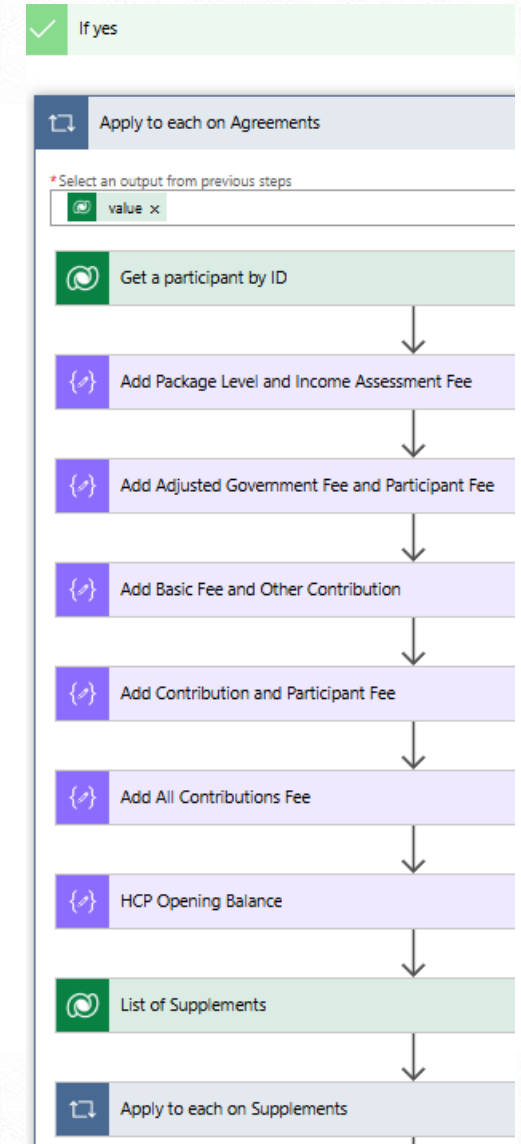 If yes
Apply to each on Agreements
*Select an output from previous steps
value ×
Get a participant by ID
Add Package Level and Income Assessment Fee
Add Adjusted Government Fee and Participant Fee
Add Basic Fee and Other Contribution
Add Contribution and Participant Fee
Add All Contributions Fee
HCP Opening Balance
List of Supplements
Apply to each on Supplements